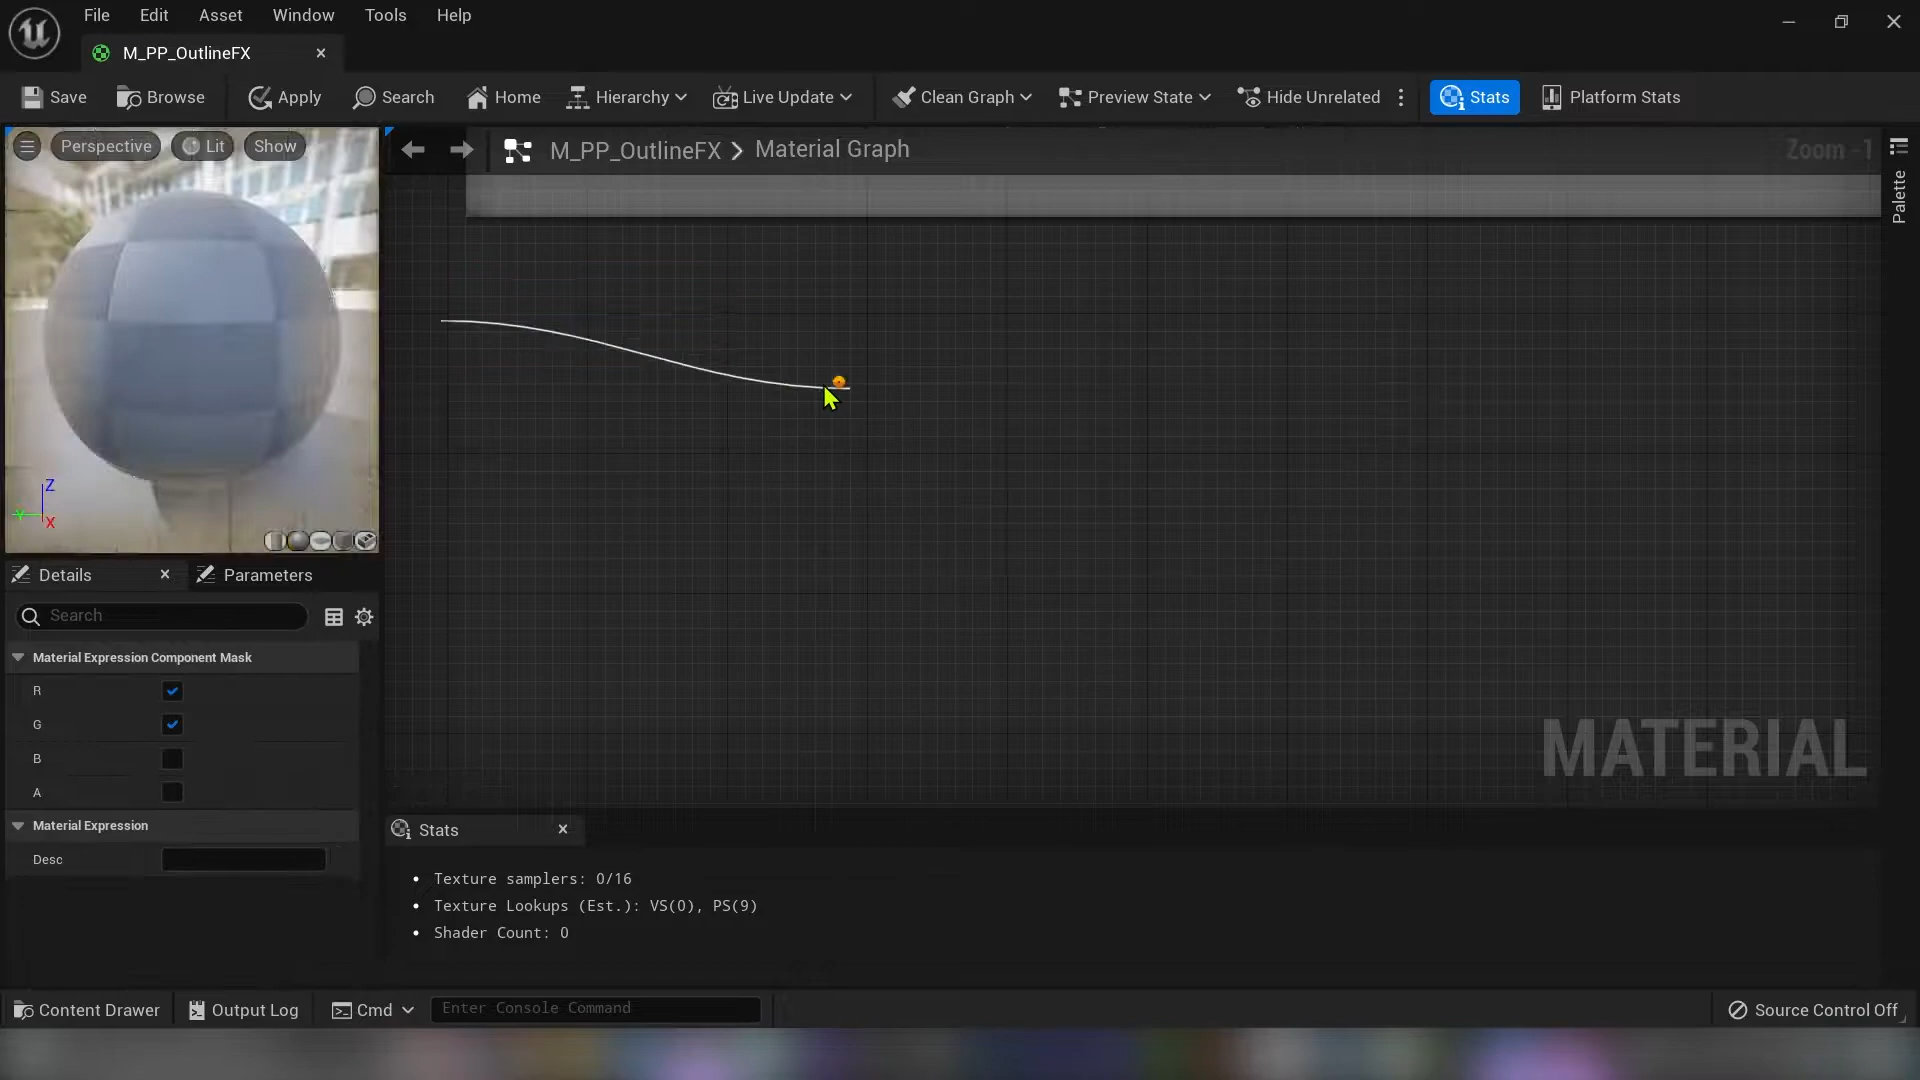 File Edit Asset Window Tools Help
M_PP_OutlineFX
Save Browse Apply Search Home Hierarchy Live Update Clean Graph Preview State Hide Unrelated Stats Platform Stats
Perspective Lit Show
M_PP_OutlineFX > Material Graph
Zoom -1
Palette
Z
Y
X
Details Parameters
Search
Material Expression Component Mask
R
G
B
A
Material Expression
Desc
MATERIAL
Stats
• Texture samplers: 0/16
• Texture Lookups (Est.): VS(0), PS(9)
• Shader Count: 0
Content Drawer Output Log Cmd Enter Console Command Source Control Off